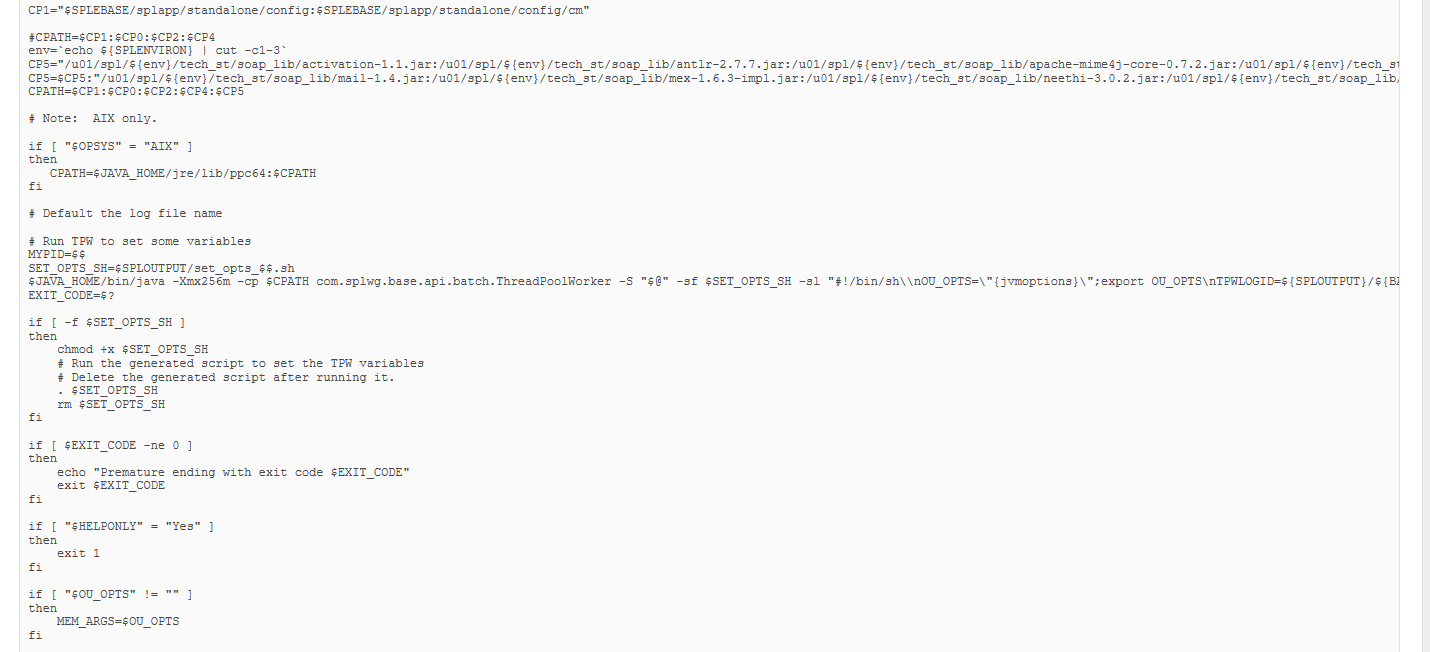 CP1="$SPLEBASE/splapp/standalone/config:$SPLEBASE/splapp/standalone/config/cm"
#CPATH=$CP1:$CP0:$CP2:$CP4
env=`echo ${SPLENVIRON} | cut -c1-3`
CP5="/u01/spl/${env}/tech_st/soap_lib/activation-1.1.jar:/u01/spl/${env}/tech_st/soap_lib/antlr-2.7.7.jar:/u01/spl/${env}/tech_st/soap_lib/apache-mime4j-core-0.7.2.jar:/u01/spl/${env}/tech_st
CP5=$CP5:"/u01/spl/${env}/tech_st/soap_lib/mail-1.4.jar:/u01/spl/${env}/tech_st/soap_lib/mex-1.6.3-impl.jar:/u01/spl/${env}/tech_st/soap_lib/neethi-3.0.2.jar:/u01/spl/${env}/tech_st/soap_lib/
CPATH=$CP1:$CP0:$CP2:$CP4:$CP5
# Note:  AIX only.
if [ "$OPSYS" = "AIX" ]
then
   CPATH=$JAVA_HOME/jre/lib/ppc64:$CPATH
fi
# Default the log file name
# Run TPW to set some variables
MYPID=$$
SET_OPTS_SH=$SPLOUTPUT/set_opts_$$.sh
$JAVA_HOME/bin/java -Xmx256m -cp $CPATH com.splwg.base.api.batch.ThreadPoolWorker -S "$@" -sf $SET_OPTS_SH -sl "#!/bin/sh\\nOU_OPTS=\"{jvmoptions}\";export OU_OPTS\nTPWLOGID=${SPLOUTPUT}/${BA
EXIT_CODE=$?
if [ -f $SET_OPTS_SH ]
then
    chmod +x $SET_OPTS_SH
    # Run the generated script to set the TPW variables
    # Delete the generated script after running it.
    . $SET_OPTS_SH
    rm $SET_OPTS_SH
fi
if [ $EXIT_CODE -ne 0 ]
then
    echo "Premature ending with exit code $EXIT_CODE"
    exit $EXIT_CODE
fi
if [ "$HELPONLY" = "Yes" ]
then
    exit 1
fi
if [ "$OU_OPTS" != "" ]
then
    MEM_ARGS=$OU_OPTS
fi